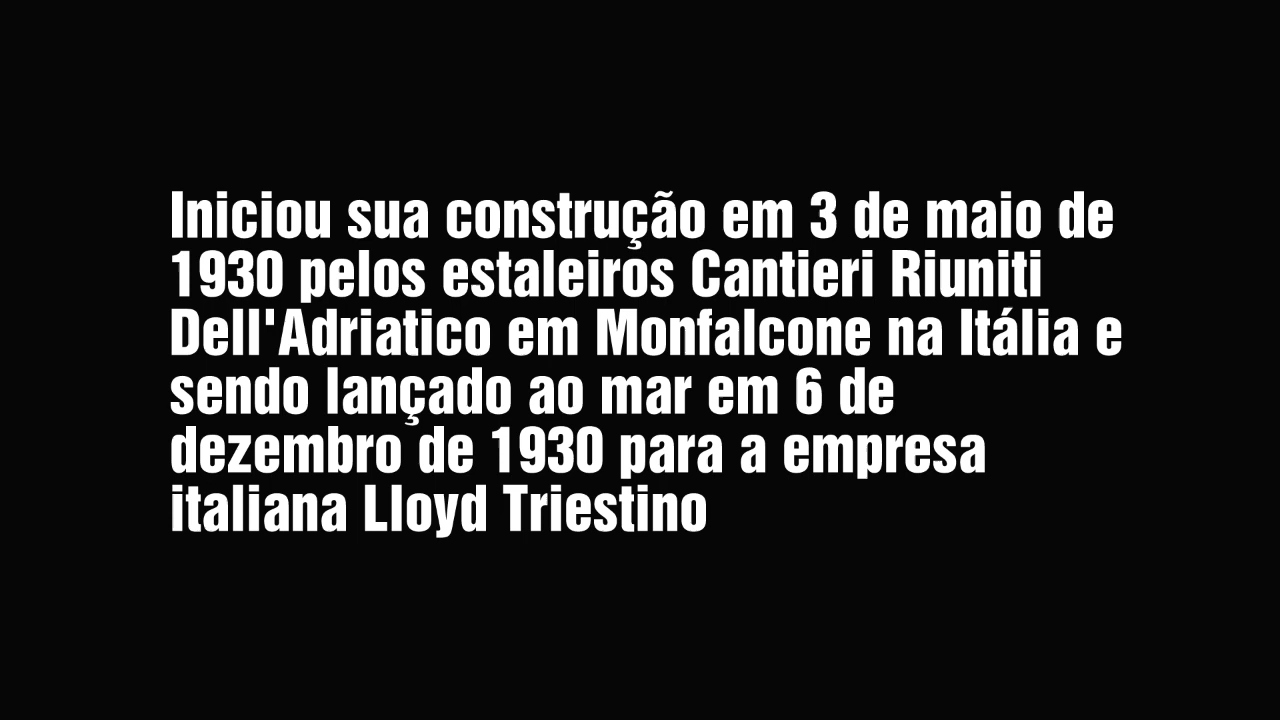 Iniciou sua construção em 3 de maio de
1930 pelos estaleiros Cantieri Riuniti
Dell'Adriatico em Monfalcone na Itália e
sendo lançado ao mar em 6 de
dezembro de 1930 para a empresa
italiana Lloyd Triestino